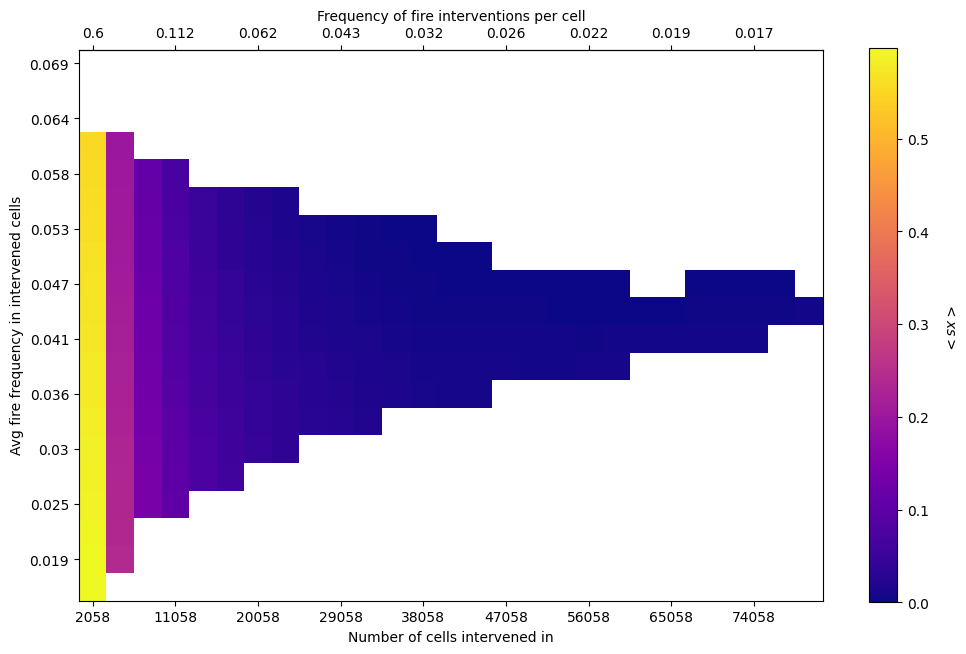 Frequency of fire interventions per cell
0.6 0.112 0.062 0.043 0.032 0.026 0.022 0.019 0.017
Avg fire frequency in intervened cells
0.069
0.064
0.058
0.053
0.047
0.041
0.036
0.03
0.025
0.019
2058 11058 20058 29058 38058 47058 56058 65058 74058
Number of cells intervened in
0.5
0.4
0.3
0.2
0.1
0.0
< sx >